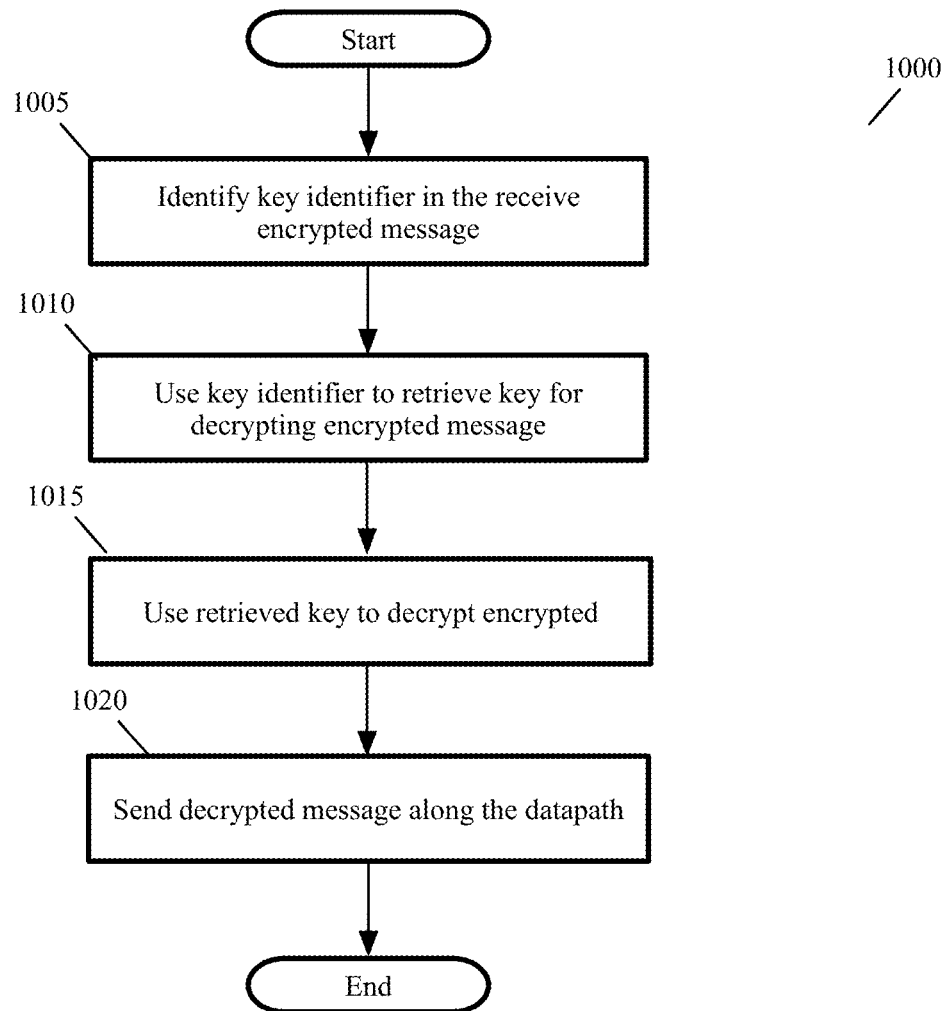 Start
1000
1005
Identify key identifier in the receive
encrypted message
1010
Use key identifier to retrieve key for
decrypting encrypted message
1015
Use retrieved key to decrypt encrypted
1020
Send decrypted message along the datapath
End